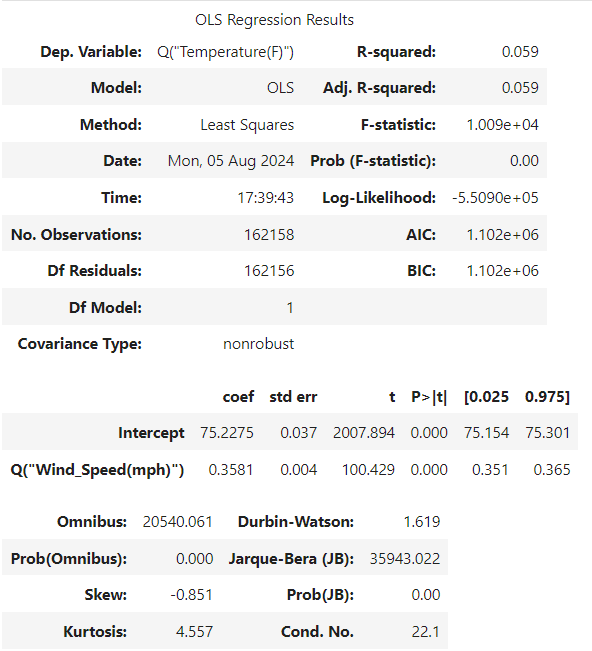 OLS Regression Results
Dep. Variable: Q("Temperature(F)") R-squared: 0.059
Model: OLS Adj. R-squared: 0.059
Method: Least Squares F-statistic: 1.009e+04
Date: Mon, 05 Aug 2024 Prob (F-statistic): 0.00
Time: 17:39:43 Log-Likelihood: -5.5090e+05
No. Observations: 162158 AIC: 1.102e+06
Df Residuals: 162156 BIC: 1.102e+06
Df Model: 1
Covariance Type: nonrobust
coef std err t P>|t| [0.025 0.975]
Intercept 75.2275 0.037 2007.894 0.000 75.154 75.301
Q("Wind_Speed(mph)") 0.3581 0.004 100.429 0.000 0.351 0.365
Omnibus: 20540.061 Durbin-Watson: 1.619
Prob(Omnibus): 0.000 Jarque-Bera (JB): 35943.022
Skew: -0.851 Prob(JB): 0.00
Kurtosis: 4.557 Cond. No. 22.1